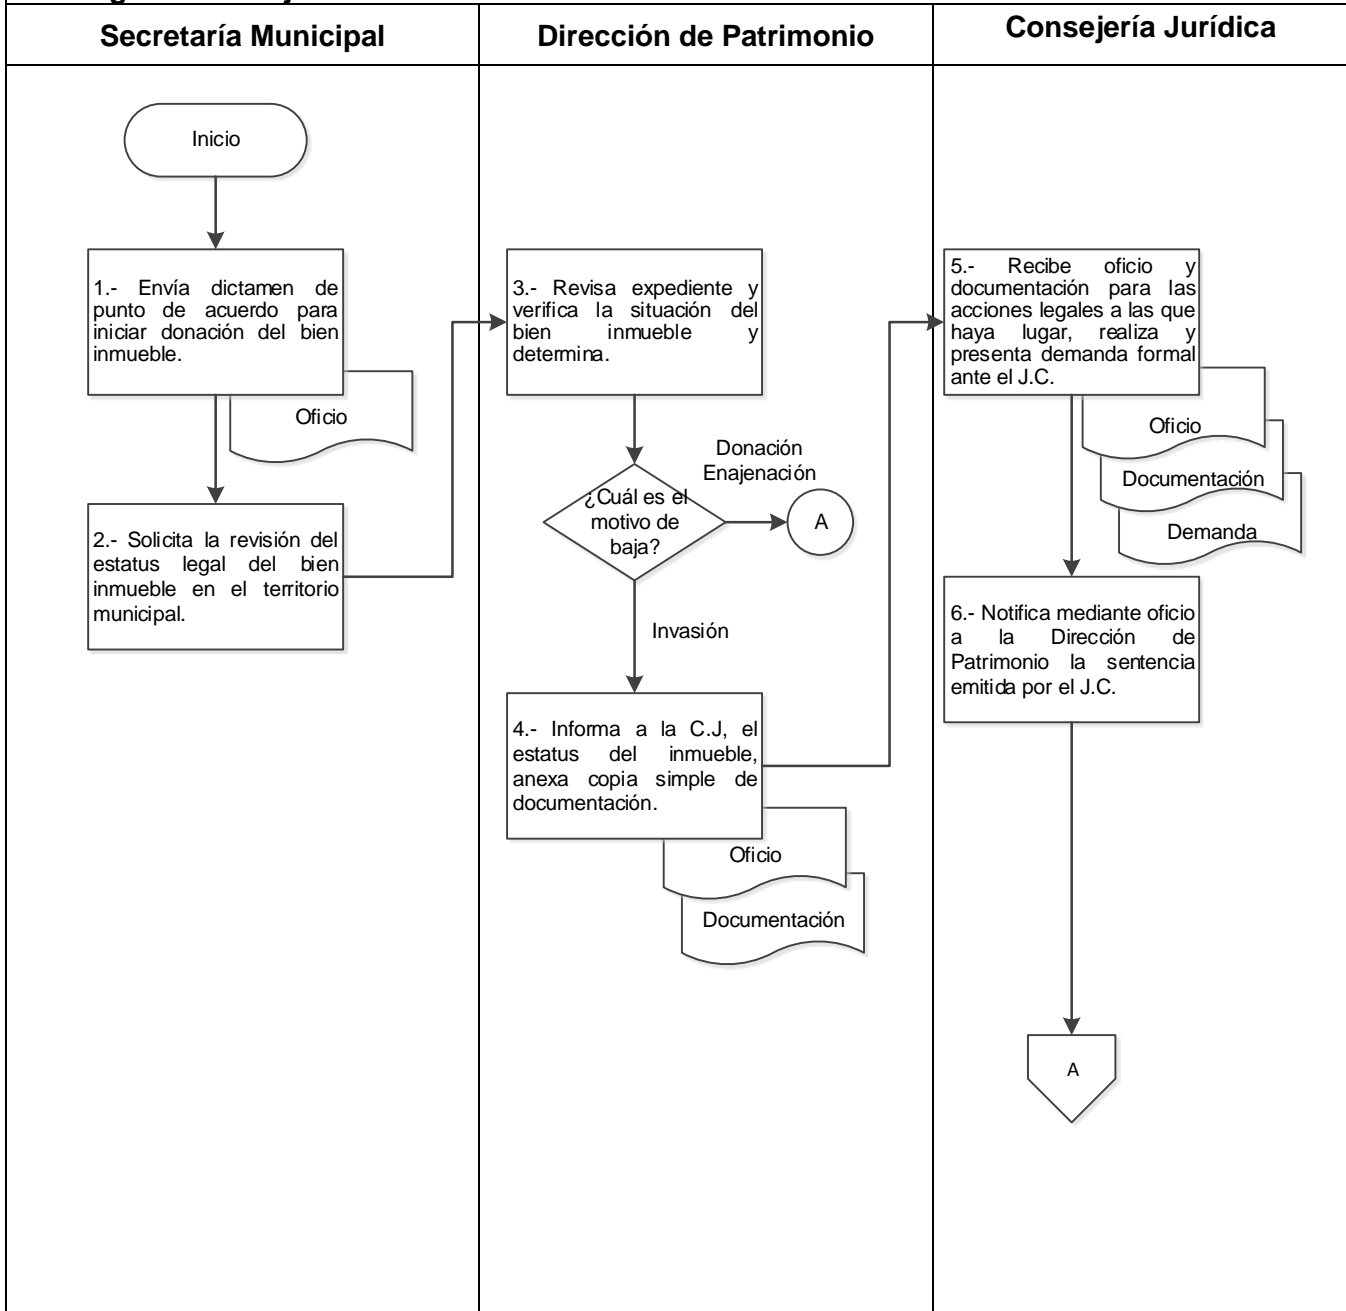 Secretaría Municipal
Dirección de Patrimonio
Consejería Jurídica
Inicio
1.- Envía dictamen de
punto de acuerdo para
iniciar donación del bien
inmueble.
Oficio
2.- Solicita la revisión del
estatus legal del bien
inmueble en el territorio
municipal.
3.- Revisa expediente y
verifica la situación del
bien inmueble y
determina.
Donación
Enajenación
¿Cuál es el
motivo de
baja?
A
Invasión
4.- Informa a la C.J, el
estatus del inmueble,
anexa copia simple de
documentación.
Oficio
Documentación
5.- Recibe oficio y
documentación para las
acciones legales a las que
haya lugar, realiza y
presenta demanda formal
ante el J.C.
Oficio
Documentación
Demanda
6.- Notifica mediante oficio
a la Dirección de
Patrimonio la sentencia
emitida por el J.C.
A